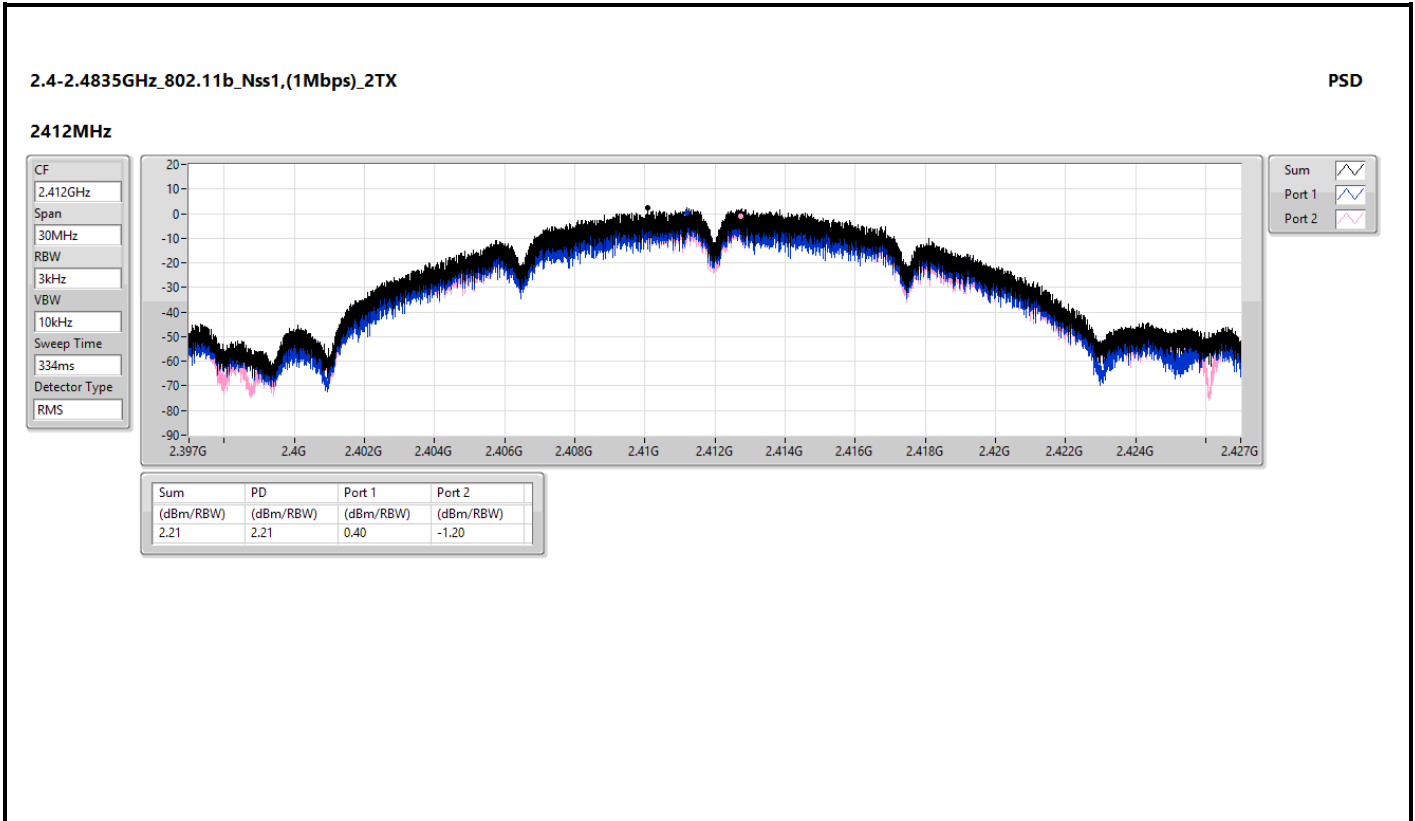 2.4-2.4835GHz_802.11b_Nss1,(1Mbps)_2TX
PSD
2412MHz
CF
2.412GHz
Span
30MHz
RBW
3kHz
VBW
10kHz
Sweep Time
334ms
Detector Type
RMS
20
10
0
-10
-20
-30
-40
-50
-60
-70
-80
-90
2.397G 2.4G 2.402G 2.404G 2.406G 2.408G 2.41G 2.412G 2.414G 2.416G 2.418G 2.42G 2.422G 2.424G 2.427G
Sum
Port 1
Port 2
Sum PD Port 1 Port 2
(dBm/RBW) (dBm/RBW) (dBm/RBW) (dBm/RBW)
2.21 2.21 0.40 -1.20